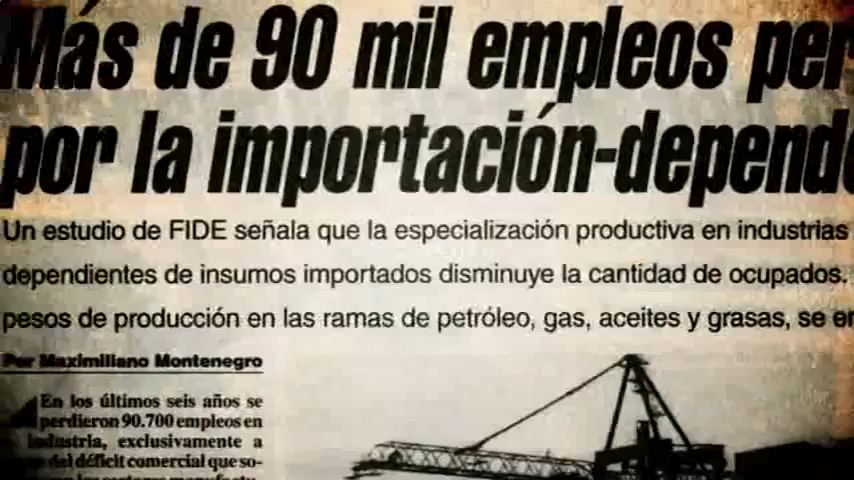 Más de 90 mil empleos per
por la importación-depend
Un estudio de FIDE señala que la especialización productiva en industrias
dependientes de insumos importados disminuye la cantidad de ocupados.
pesos de producción en las ramas de petróleo, gas, aceites y grasas, se en
Por Maximiliano Montenegro
En los últimos seis años se
perdieron 90.700 empleos en
industria, exclusivamente a
del déficit comercial que so-